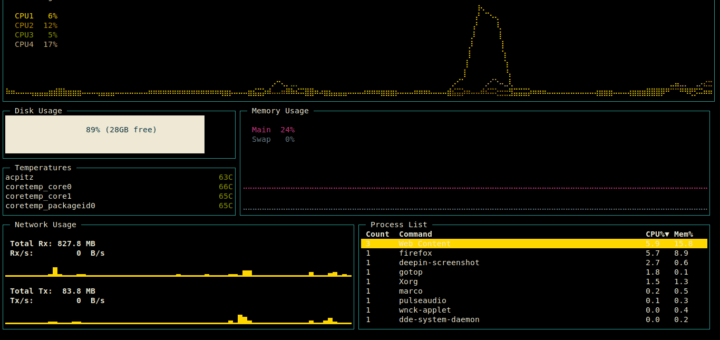 CPU1 6%
CPU2 12%
CPU3 5%
CPU4 17%
Disk Usage
89% (28GB free)
Memory Usage
Main 24%
Swap 0%
Temperatures
acpitz 63C
coretemp_core0 66C
coretemp_core1 65C
coretemp_packageid0 65C
Network Usage
Total Rx: 827.8 MB
Rx/s: 0 B/s
Total Tx: 83.8 MB
Tx/s: 0 B/s
Process List
Count Command CPU%▼ Mem%
Web Content
1 firefox 5.7 8.9
1 deepin-screenshot 2.7 0.6
1 gotop 1.8 0.1
1 Xorg 1.5 1.3
1 marco 0.2 0.5
1 pulseaudio 0.1 0.3
1 wnck-applet 0.0 0.4
1 dde-system-daemon 0.0 0.2